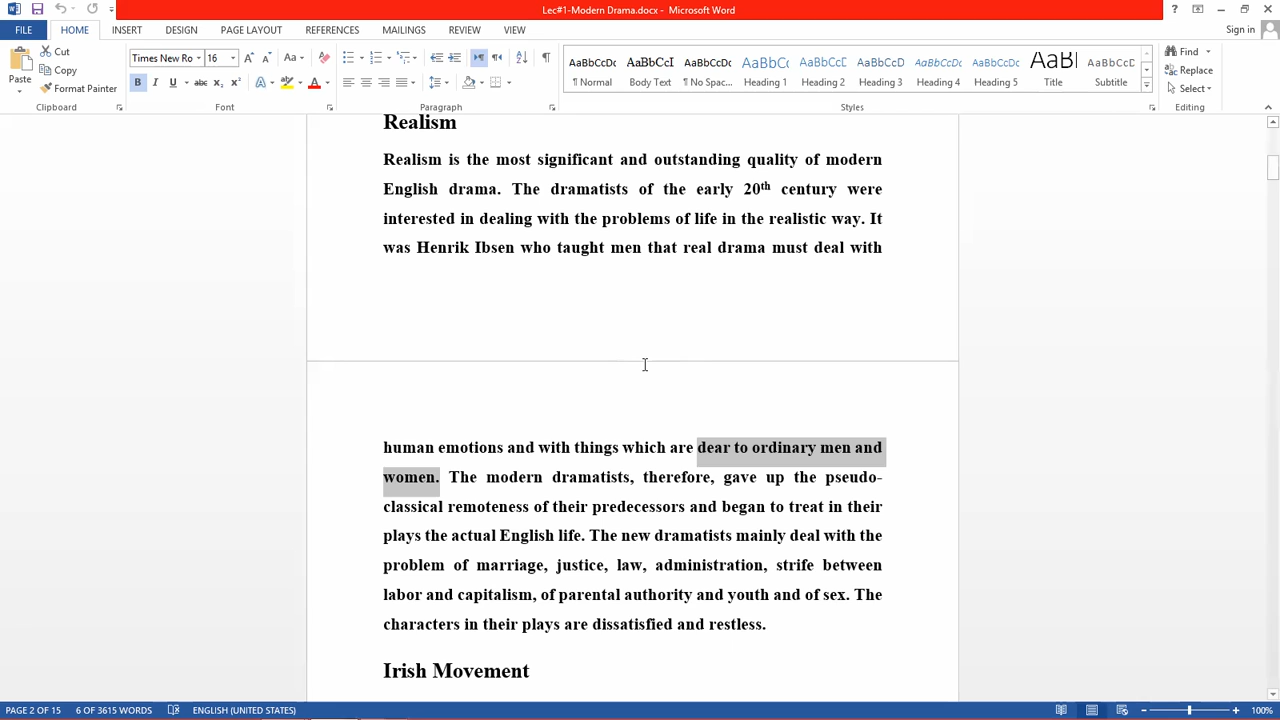 Lec#1-Modern Drama.docx - Microsoft Word
Sign in
FILE HOME INSERT DESIGN PAGE LAYOUT REFERENCES MAILINGS REVIEW VIEW
Paste
Cut
Copy
Format Painter
Clipboard
Times New Ro 16
Font
Paragraph
AaBbCcDc AaBbCcI AaBbCcDc AaBbCc AaBbCcD AaBbCcD AaBbCcD AaBbCc AaBl AaBbCcD
¶ Normal Body Text ¶ No Spac... Heading 1 Heading 2 Heading 3 Heading 4 Heading 5 Title Subtitle
Styles
Find
Replace
Select
Editing
Realism
Realism is the most significant and outstanding quality of modern
English drama. The dramatists of the early 20th century were
interested in dealing with the problems of life in the realistic way. It
was Henrik Ibsen who taught men that real drama must deal with
human emotions and with things which are dear to ordinary men and
women. The modern dramatists, therefore, gave up the pseudo-
classical remoteness of their predecessors and began to treat in their
plays the actual English life. The new dramatists mainly deal with the
problem of marriage, justice, law, administration, strife between
labor and capitalism, of parental authority and youth and of sex. The
characters in their plays are dissatisfied and restless.
Irish Movement
PAGE 2 OF 15 6 OF 3615 WORDS ENGLISH (UNITED STATES) 100%